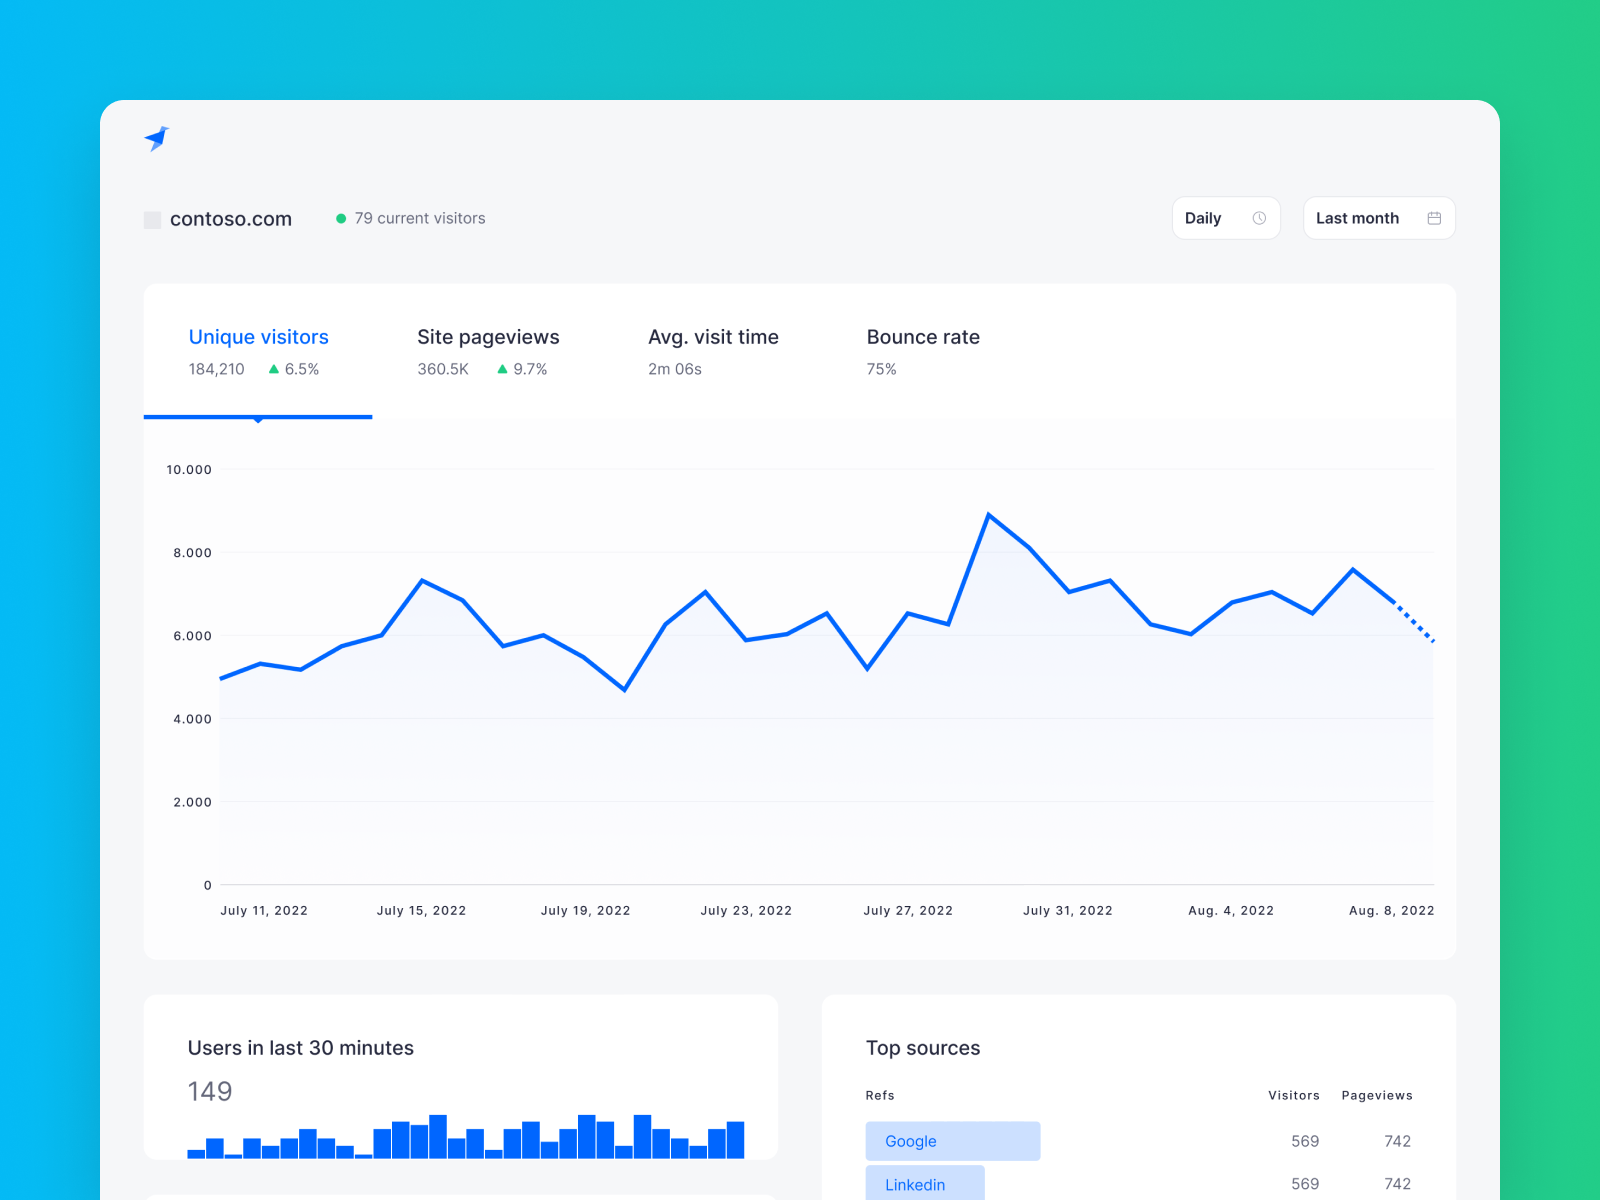 contoso.com
79 current visitors
Daily
Last month
Unique visitors
184,210 6.5%
Site pageviews
360.5K 9.7%
Avg. visit time
2m 06s
Bounce rate
75%
10.000
8.000
6.000
4.000
2.000
0
July 11, 2022 July 15, 2022 July 19, 2022 July 23, 2022 July 27, 2022 July 31, 2022 Aug. 4, 2022 Aug. 8, 2022
Users in last 30 minutes
149
Top sources
Refs Visitors Pageviews
Google 569 742
Linkedin 569 742